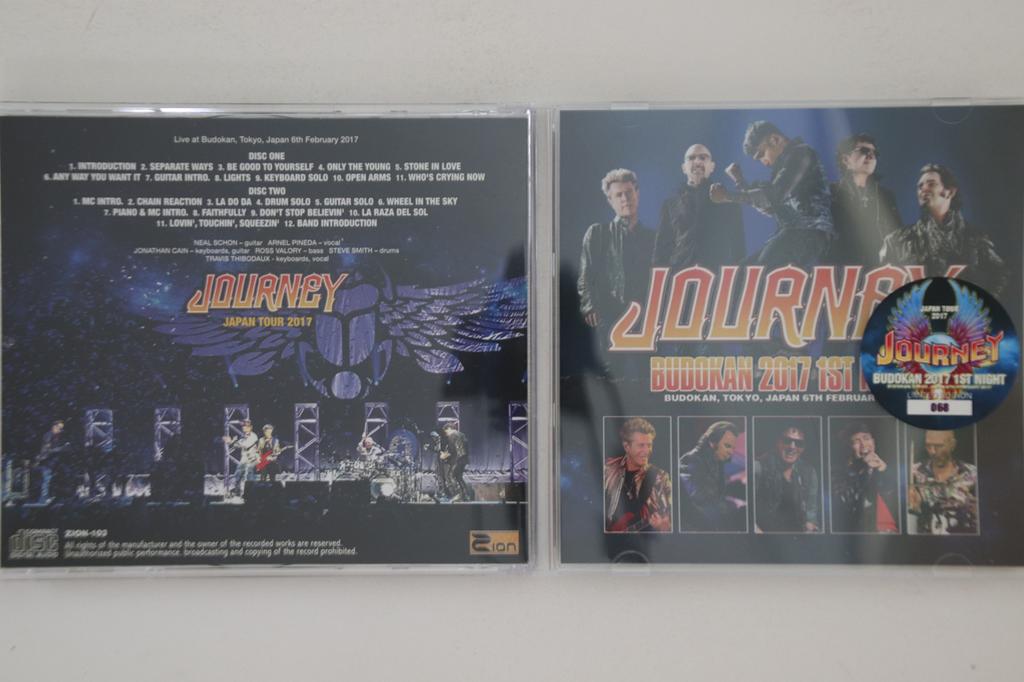 Live at Budokan, Tokyo, Japan 6th February 2017
DISC ONE
1. INTRODUCTION 2. SEPARATE WAYS 3. BE GOOD TO YOURSELF 4. ONLY THE YOUNG 5. STONE IN LOVE
6. ANY WAY YOU WANT IT 7. GUITAR INTRO. 8. LIGHTS 9. KEYBOARD SOLO 10. OPEN ARMS 11. WHO'S CRYING NOW
DISC TWO
1. MC INTRO. 2. CHAIN REACTION 3. LA DO DA 4. DRUM SOLO 5. GUITAR SOLO 6. WHEEL IN THE SKY
7. PIANO & MC INTRO. 8. FAITHFULLY 9. DON'T STOP BELIEVIN' 10. LA RAZA DEL SOL
11. LOVIN', TOUCHIN', SQUEEZIN' 12. BAND INTRODUCTION
NEAL SCHON – guitar ARNEL PINEDA – vocal
JONATHAN CAIN – keyboards, guitar ROSS VALORY – bass STEVE SMITH – drums
TRAVIS THIBODAUX - keyboards, vocal
JOURNEY
JAPAN TOUR 2017
COMPACT
disc
DIGITAL AUDIO
ZION-103
All rights of the manufacturer and the owner of the recorded works are reserved.
Unauthorized public performance. broadcasting and copying of the record prohibited.
Zion
JOURNEY
BUDOKAN 2017 1ST
BUDOKAN, TOKYO, JAPAN 6TH FEBRUAR
JAPAN TOUR
2017
JOURNEY
BUDOKAN 2017 1ST NIGHT
068